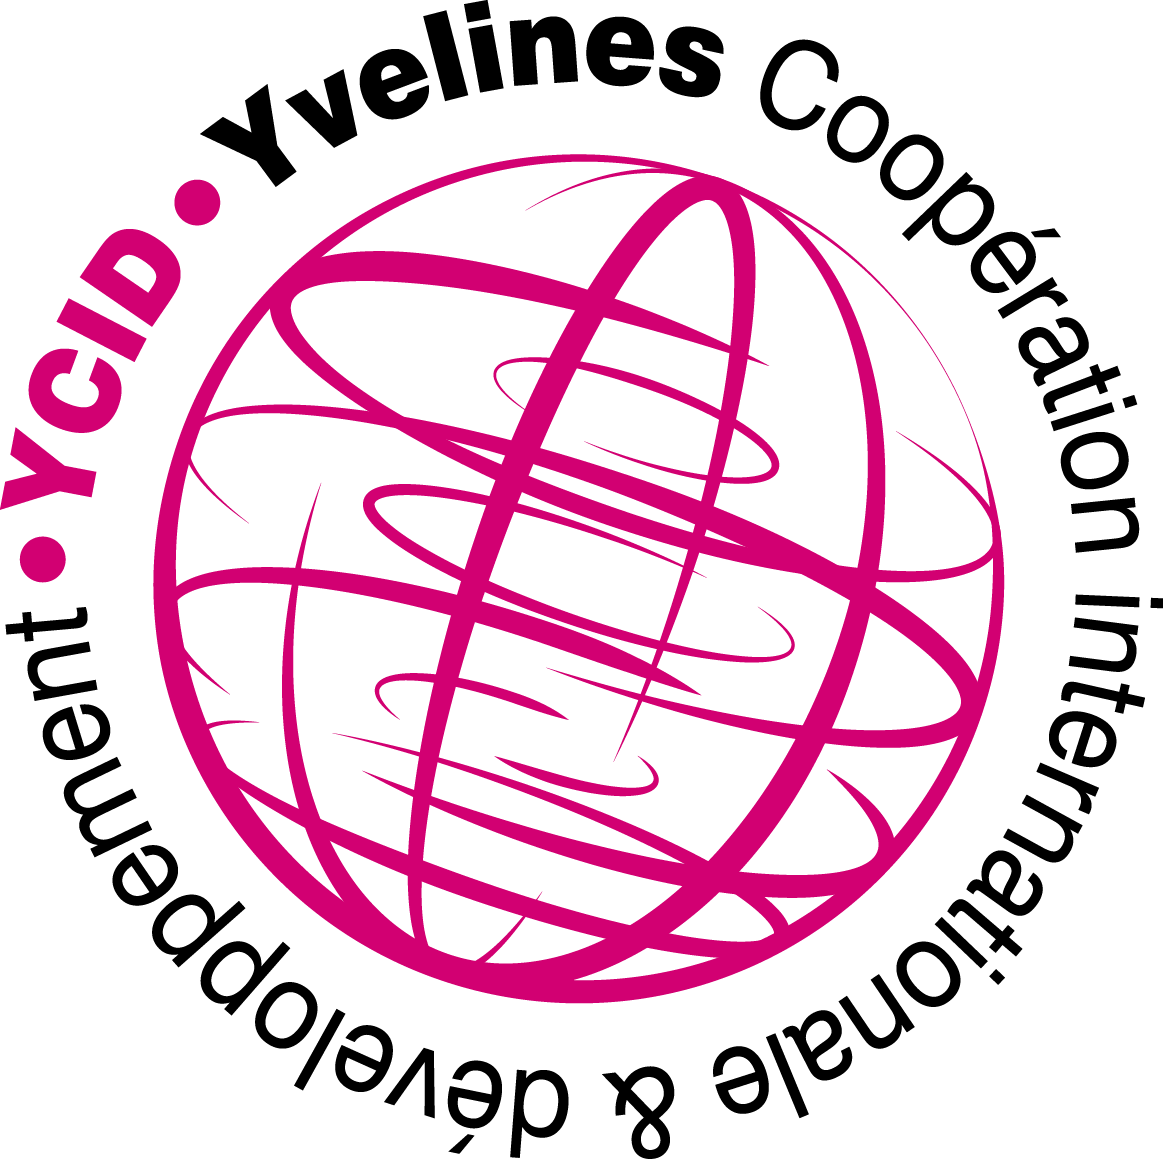 • YCID • Yvelines Coopération internationale & développement